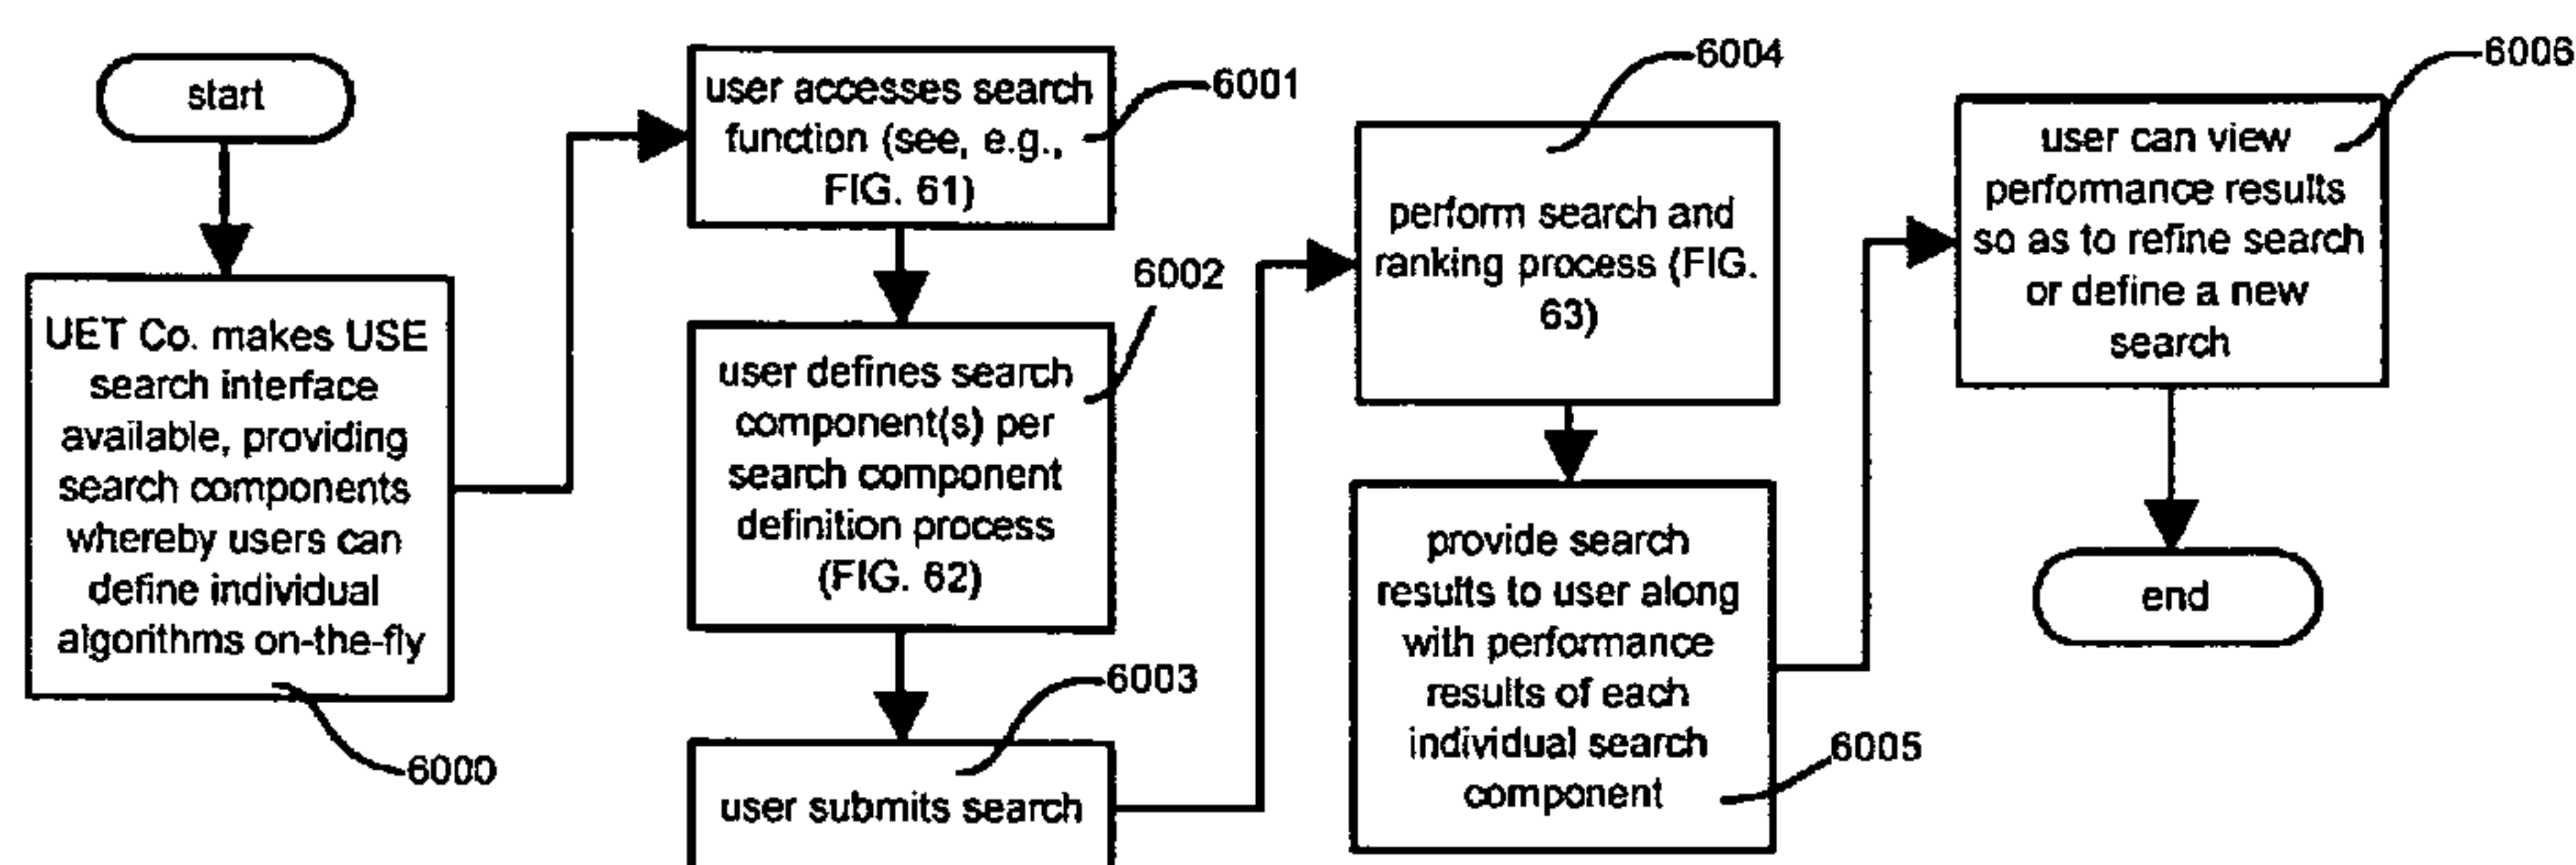 start
UET Co. makes USE
search interface
available, providing
search components
whereby users can
define individual
algorithms on-the-fly
6000
user accesses search
function (see, e.g.,
FIG. 61)
6001
user defines search
component(s) per
search component
definition process
(FIG. 62)
6002
user submits search
6003
perform search and
ranking process (FIG.
63)
6004
provide search
results to user along
with performance
results of each
individual search
component
6005
user can view
performance results
so as to refine search
or define a new
search
6006
end